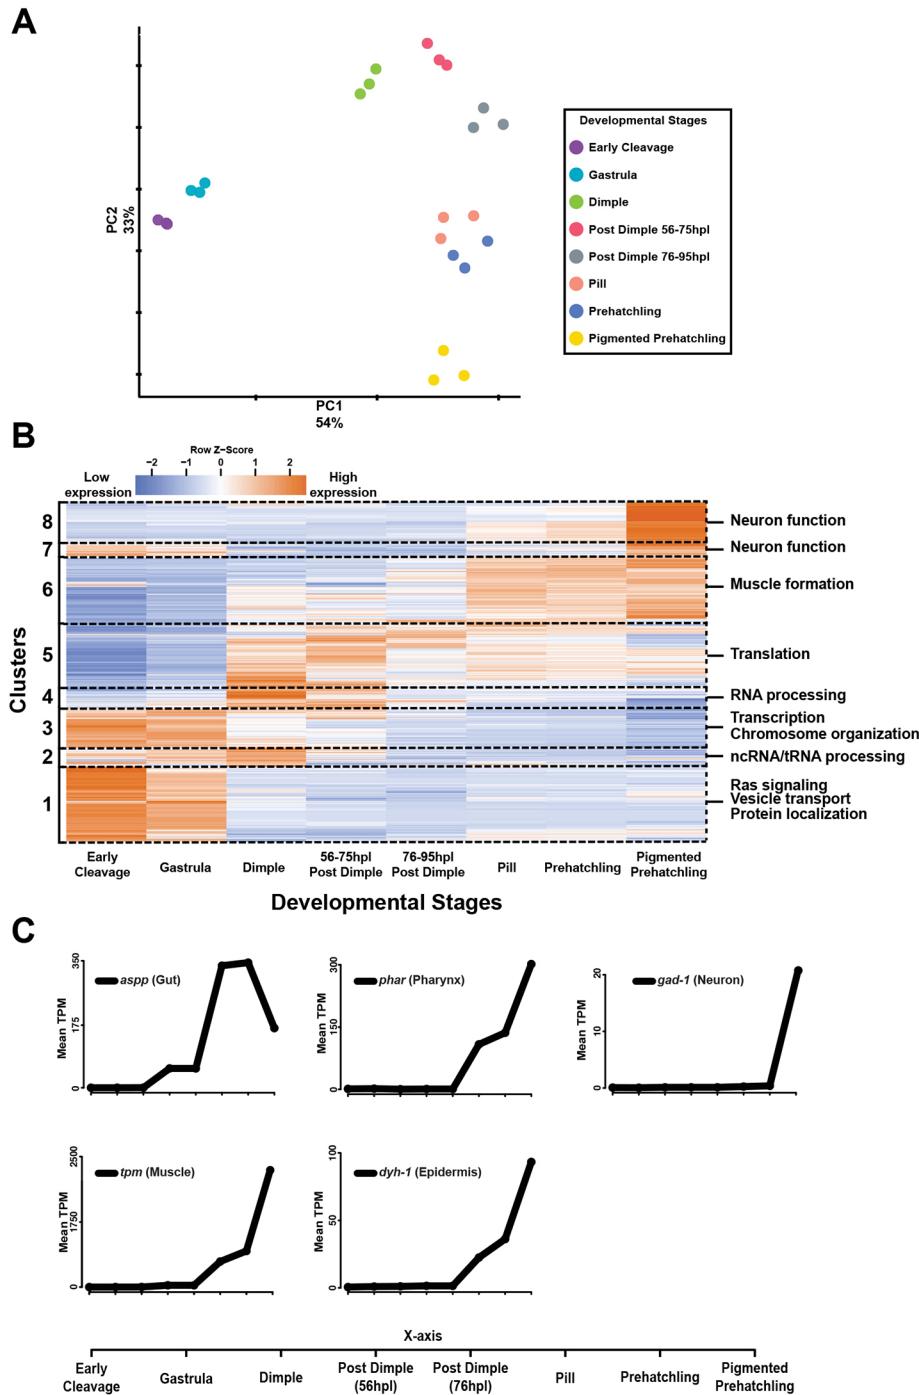 A
PC2
33%
PC1
54%
Developmental Stages
Early Cleavage
Gastrula
Dimple
Post Dimple 56-75hpl
Post Dimple 76-95hpl
Pill
Prehatchling
Pigmented Prehatchling
B
Row Z−Score
−2 −1 0 1 2
Low
expression
High
expression
Clusters
8
7
6
5
4
3
2
1
Neuron function
Neuron function
Muscle formation
Translation
RNA processing
Transcription
Chromosome organization
ncRNA/tRNA processing
Ras signaling
Vesicle transport
Protein localization
Early
Cleavage
Gastrula
Dimple
56-75hpl
Post Dimple
76-95hpl
Post Dimple
Pill
Prehatchling
Pigmented
Prehatchling
Developmental Stages
C
Mean TPM
350
175
0
aspp (Gut)
Mean TPM
300
150
0
phar (Pharynx)
Mean TPM
20
10
0
gad-1 (Neuron)
Mean TPM
2500
1750
0
tpm (Muscle)
Mean TPM
100
50
0
dyh-1 (Epidermis)
X-axis
Early
Cleavage
Gastrula
Dimple
Post Dimple
(56hpl)
Post Dimple
(76hpl)
Pill
Prehatchling
Pigmented
Prehatchling